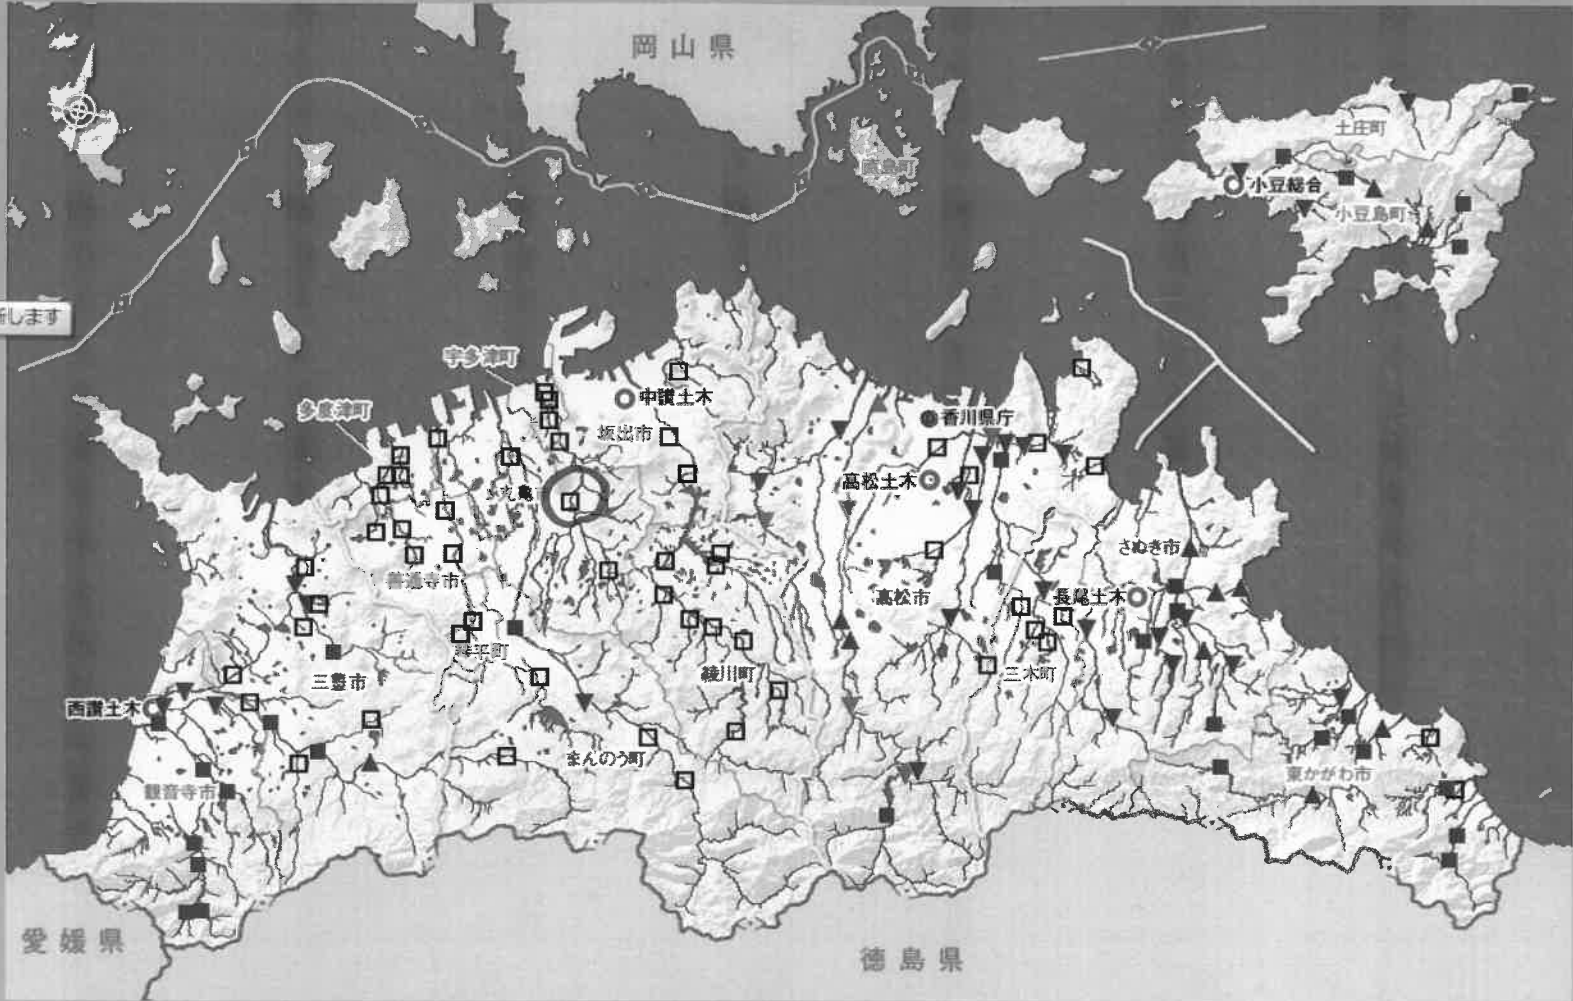 岡山県
土庄町
直島町
小豆総合
小豆島町
新します
宇多津町
中讃土木
多度津町
香川県庁
坂出市
高松土木
丸亀
さぬき市
善通寺市
高松市
長尾土木
琴平町
綾川町
三木町
三豊市
西讃土木
まんのう町
東かがわ市
観音寺市
愛媛県
徳島県